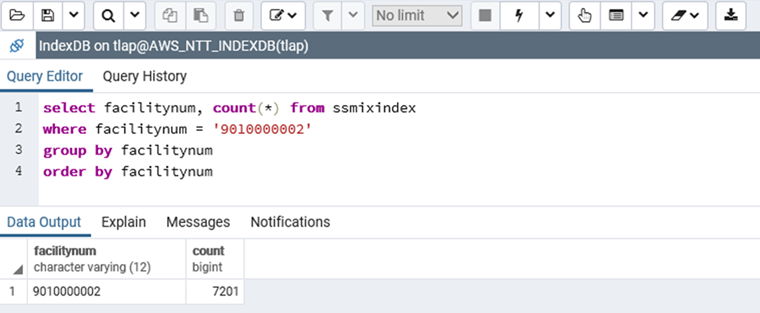 No limit
IndexDB on tlap@AWS_NTT_INDEXDB(tlap)
Query Editor Query History
1 select facilitynum, count(*) from ssmixindex
2 where facilitynum = '9010000002'
3 group by facilitynum
4 order by facilitynum
Data Output Explain Messages Notifications
facilitynum count
character varying (12) bigint
1 9010000002 7201